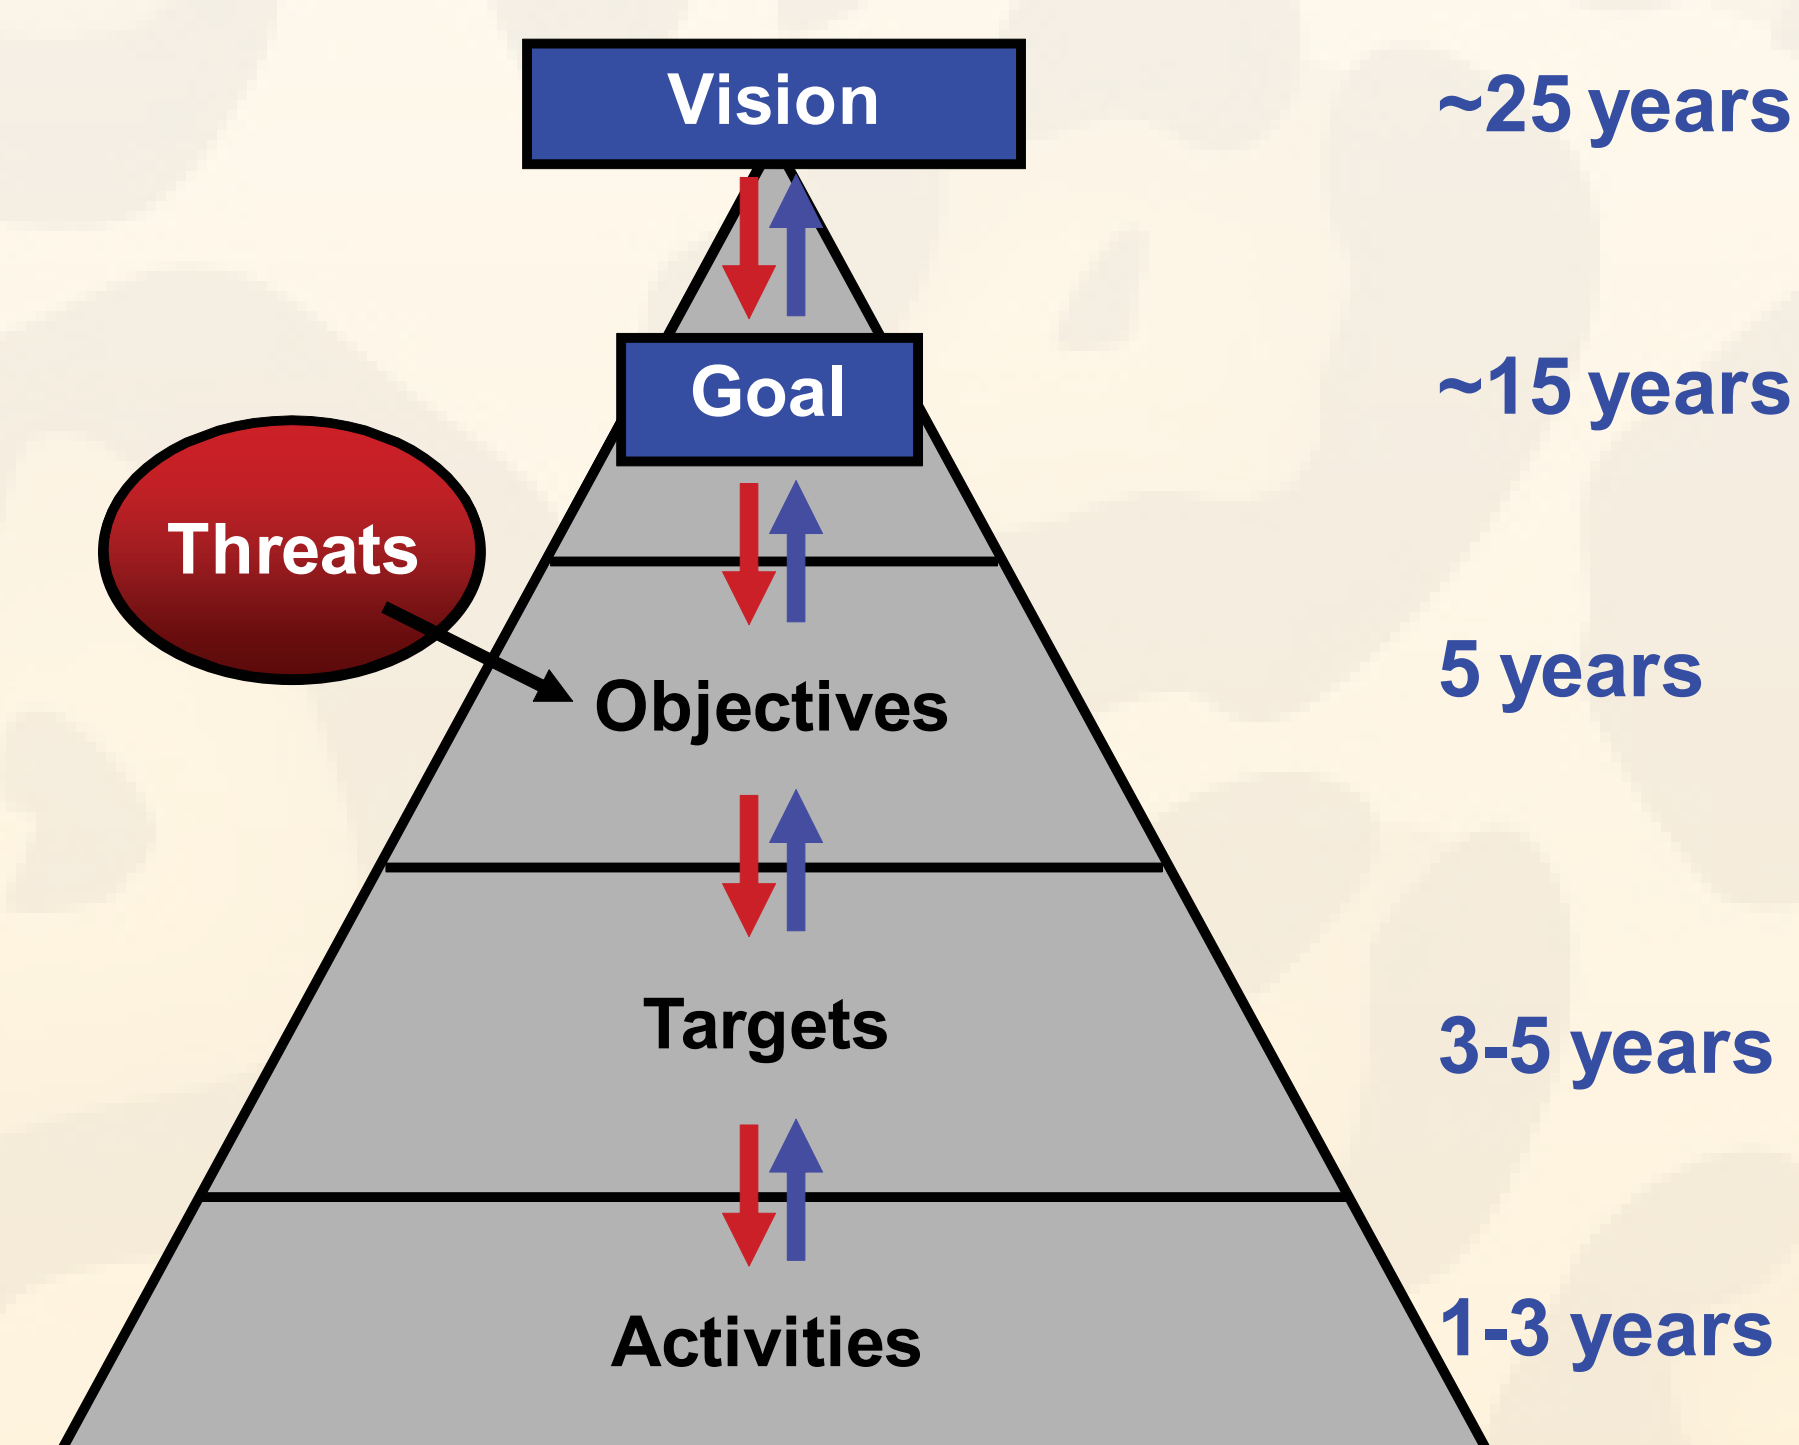 Vision
~25 years
Goal
~15 years
Threats
Objectives
5 years
Targets
3-5 years
Activities
1-3 years